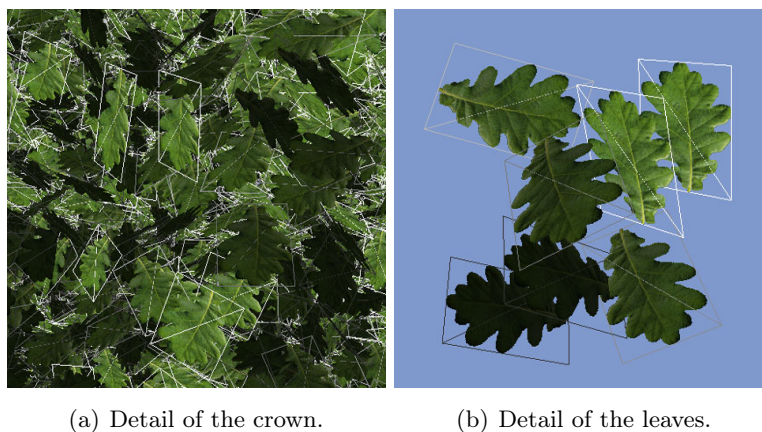 (a) Detail of the crown.
(b) Detail of the leaves.